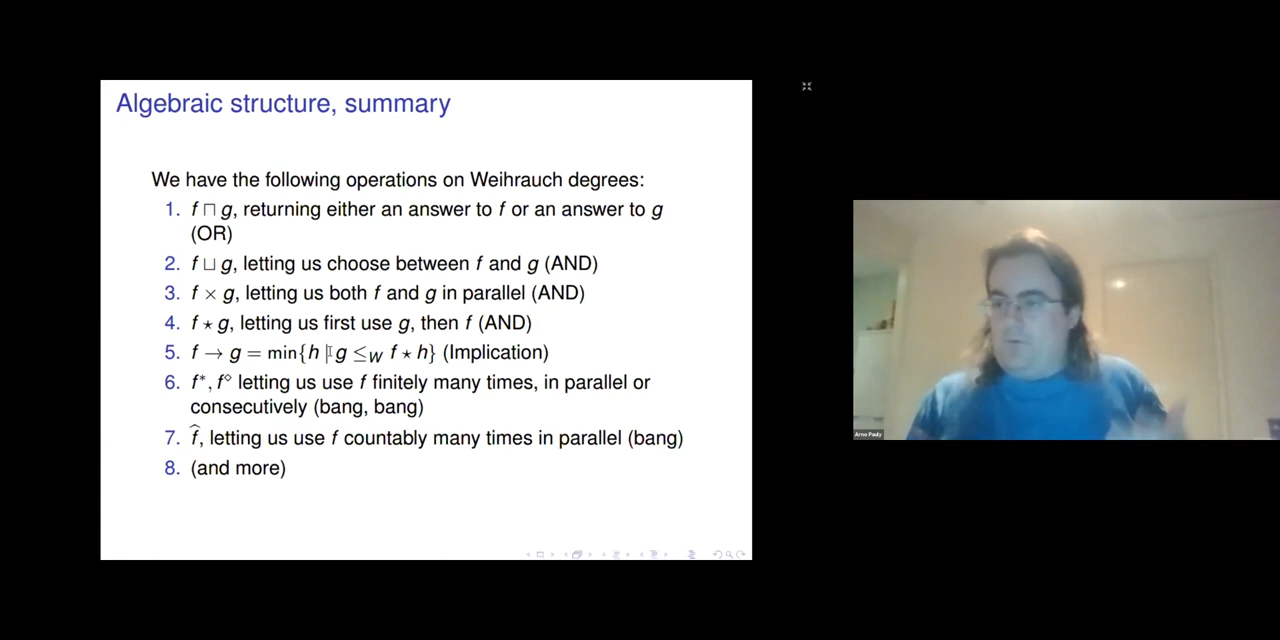 Algebraic structure, summary
We have the following operations on Weihrauch degrees:
1. f ⊓ g, returning either an answer to f or an answer to g
(OR)
2. f ⊔ g, letting us choose between f and g (AND)
3. f × g, letting us both f and g in parallel (AND)
4. f ⋆ g, letting us first use g, then f (AND)
5. f → g = min{h | g ≤W f ⋆ h} (Implication)
6. f*, f⋄ letting us use f finitely many times, in parallel or
consecutively (bang, bang)
7. f̂, letting us use f countably many times in parallel (bang)
8. (and more)
Arno Pauly